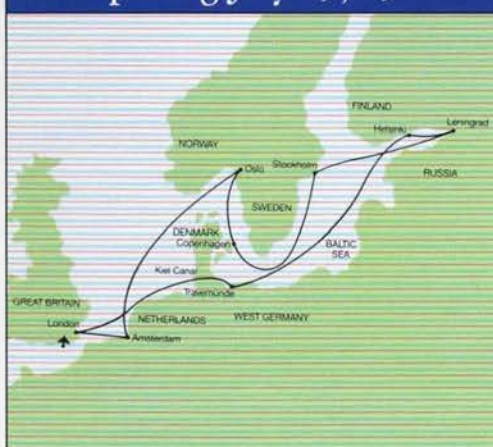 FINLAND
Helsinki
Leningrad
NORWAY
Oslo
Stockholm
RUSSIA
SWEDEN
DENMARK
Copenhagen
BALTIC
SEA
Kiel Canal
Travemünde
GREAT BRITAIN
NETHERLANDS
WEST GERMANY
London
Amsterdam